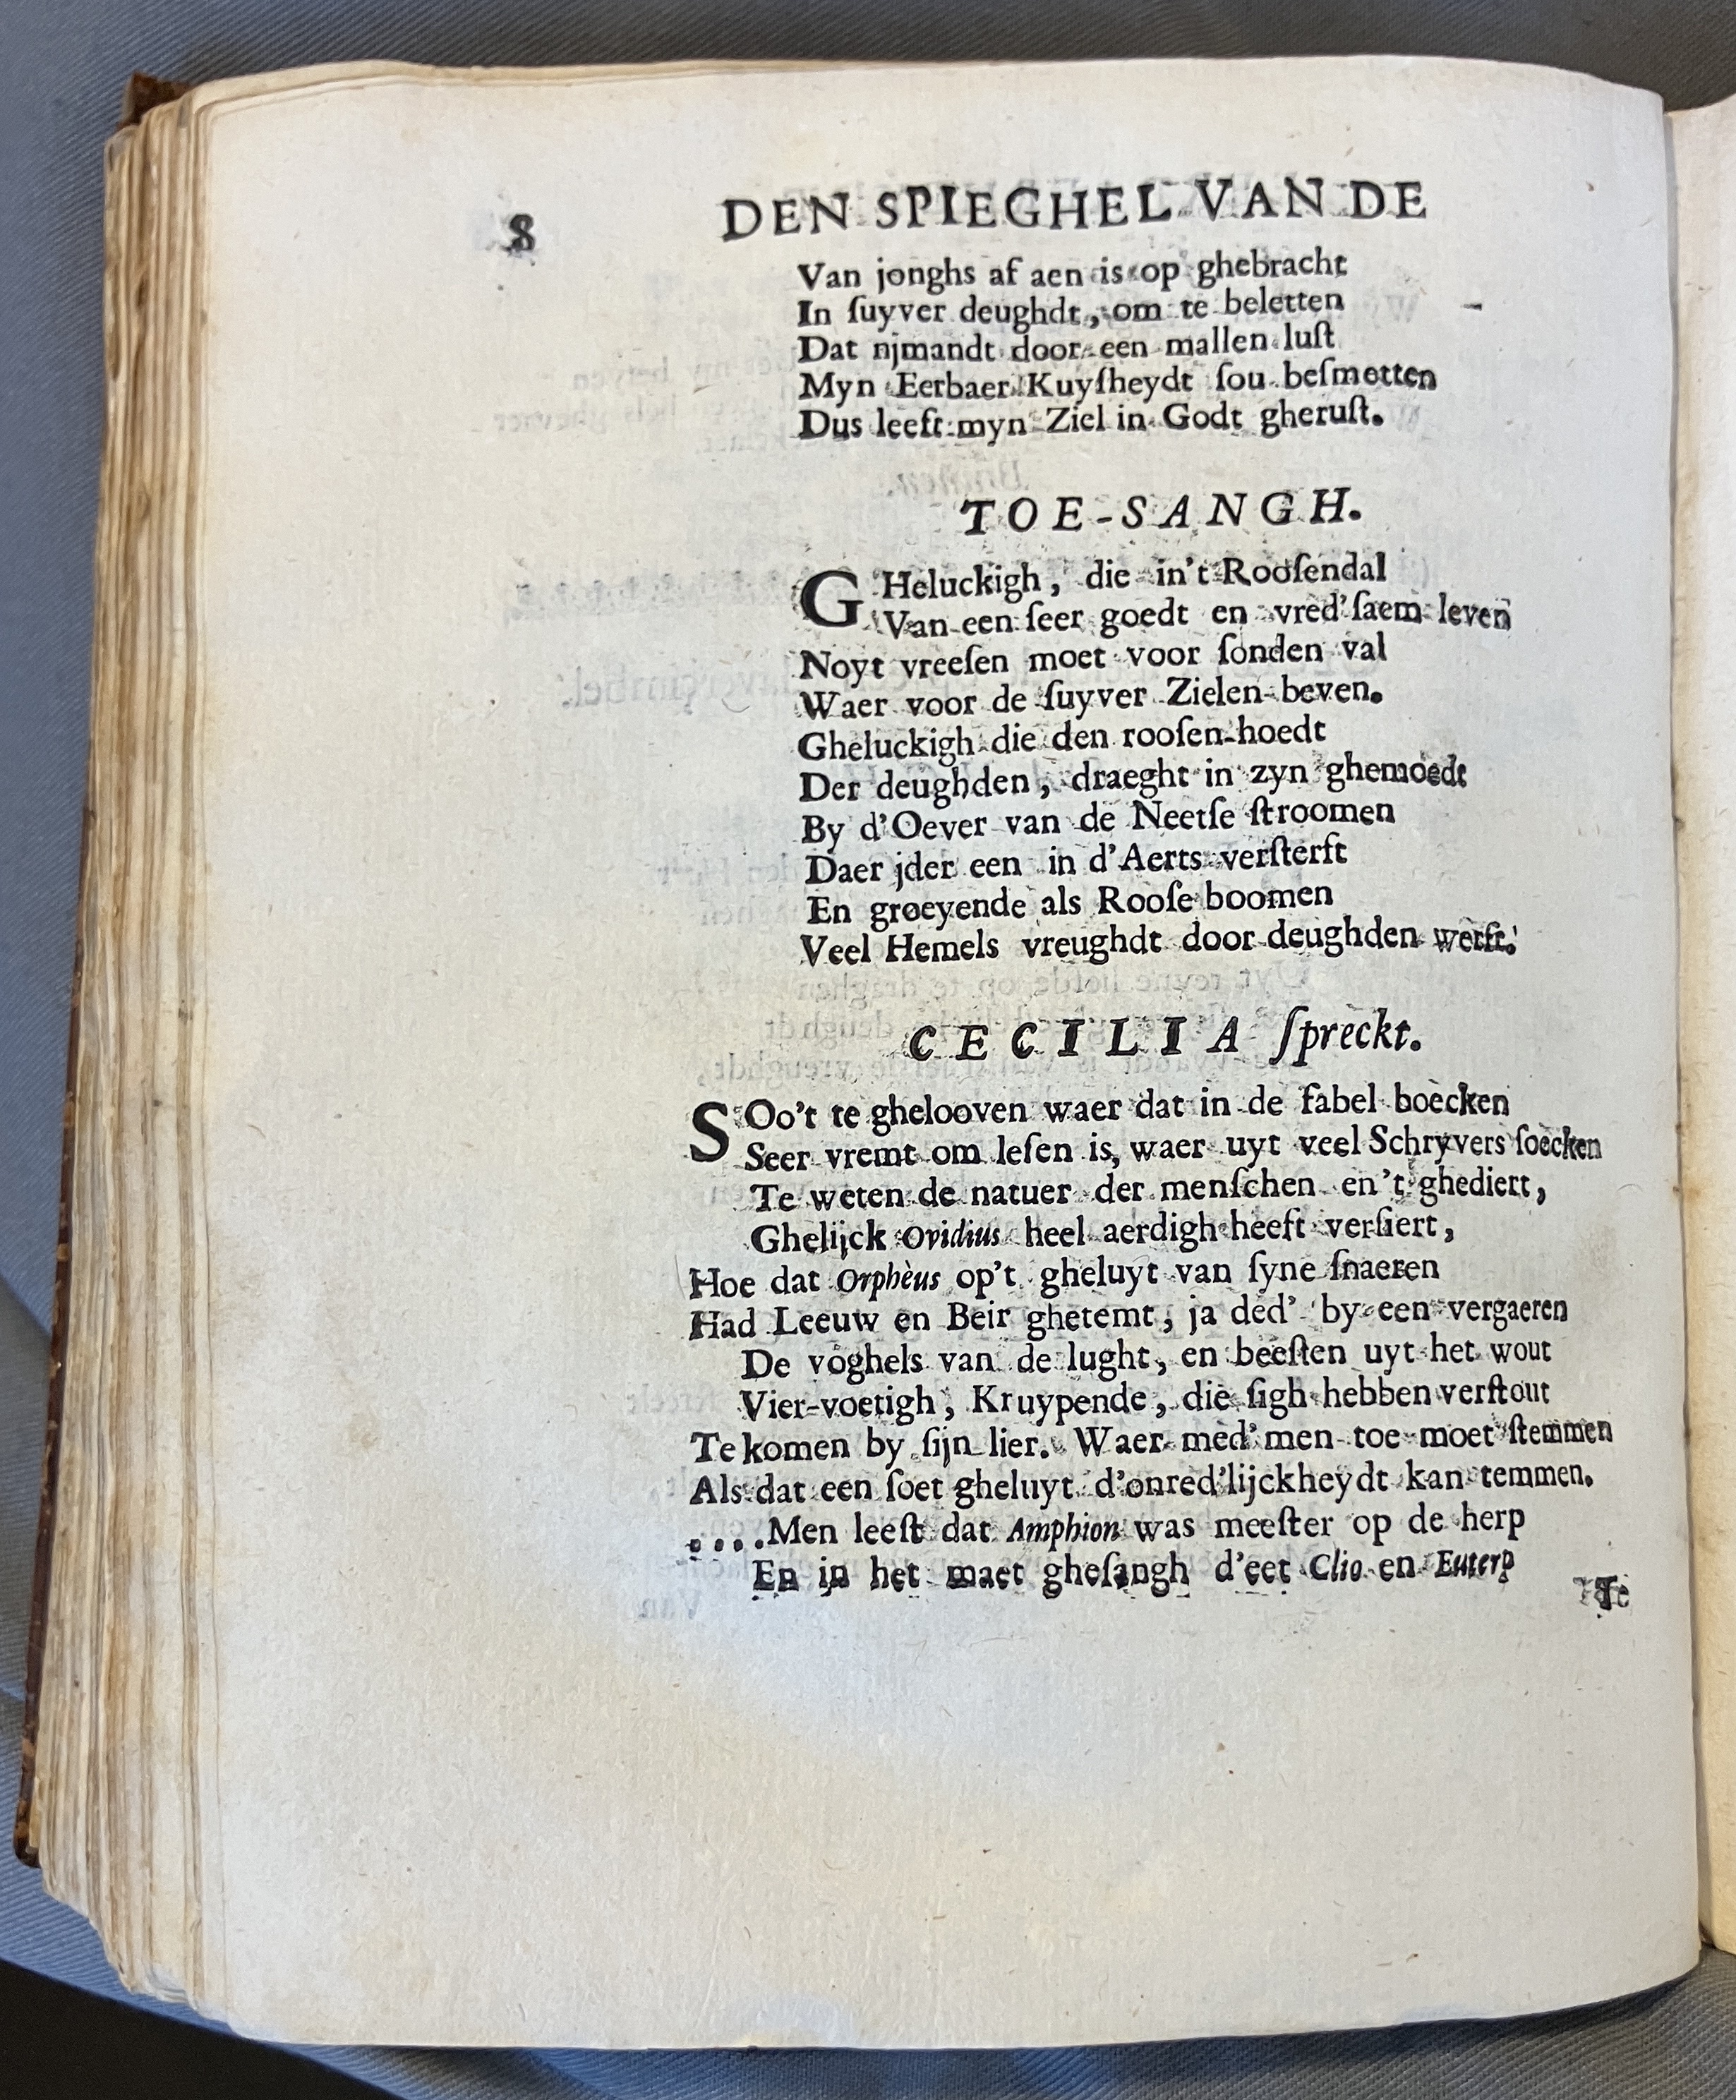 8 DEN SPIEGHEL VAN DE
Van jonghs af aen is op ghebracht
In ſuyver deughdt, om te beletten
Dat njmandt door een mallen luſt
Myn Eerbaer Kuyſheydt ſou beſmetten
Dus leeft myn Ziel in Godt gheruſt.
TOE-SANGH.
GHeluckigh, die in't Rooſendal
Van een ſeer goedt en vred'ſaem leven
Noyt vreeſen moet voor ſonden val
Waer voor de ſuyver Zielen beven.
Gheluckigh die den rooſen-hoedt
Der deughden, draeght in zyn ghemoedt
By d'Oever van de Neetſe ſtroomen
Daer jder een in d'Aerts verſterft
En groeyende als Rooſe boomen
Veel Hemels vreughdt door deughden werft.
CECILIA ſpreckt.
SOo't te ghelooven waer dat in de fabel boecken
Seer vremt om leſen is, waer uyt veel Schryvers ſoecken
Te weten de natuer der menſchen en't ghediert,
Ghelijck Ovidius heel aerdigh heeft verſiert,
Hoe dat Orphèus op't gheluyt van ſyne ſnaeren
Had Leeuw en Beir ghetemt, ja ded' by een vergaeren
De voghels van de lught, en beeſten uyt het wout
Vier-voetigh, Kruypende, die ſigh hebben verſtout
Te komen by ſijn lier. Waer med' men toe moet ſtemmen
Als dat een ſoet gheluyt d'onred'lijckheydt kan temmen.
....Men leeſt dat Amphion was meeſter op de herp
En in het maet gheſangh d'eet Clio en Euterp
Te